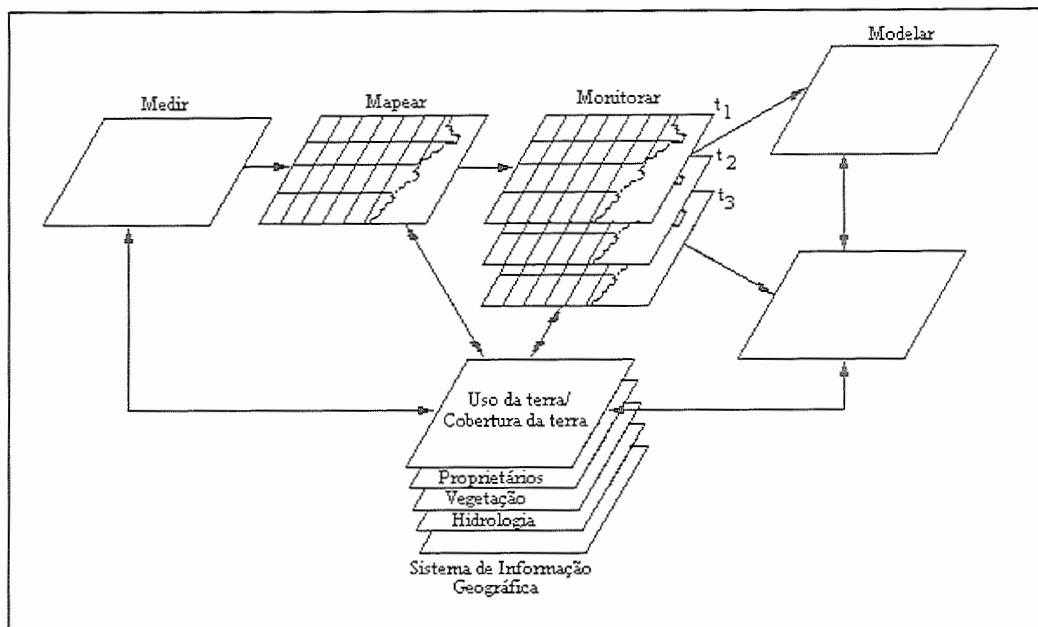 Modelar
Medir
Mapear
Monitorar
t1
t2
t3
Uso da terra/
Cobertura da terra
Proprietários
Vegetação
Hidrologia
Sistema de Informação
Geográfica